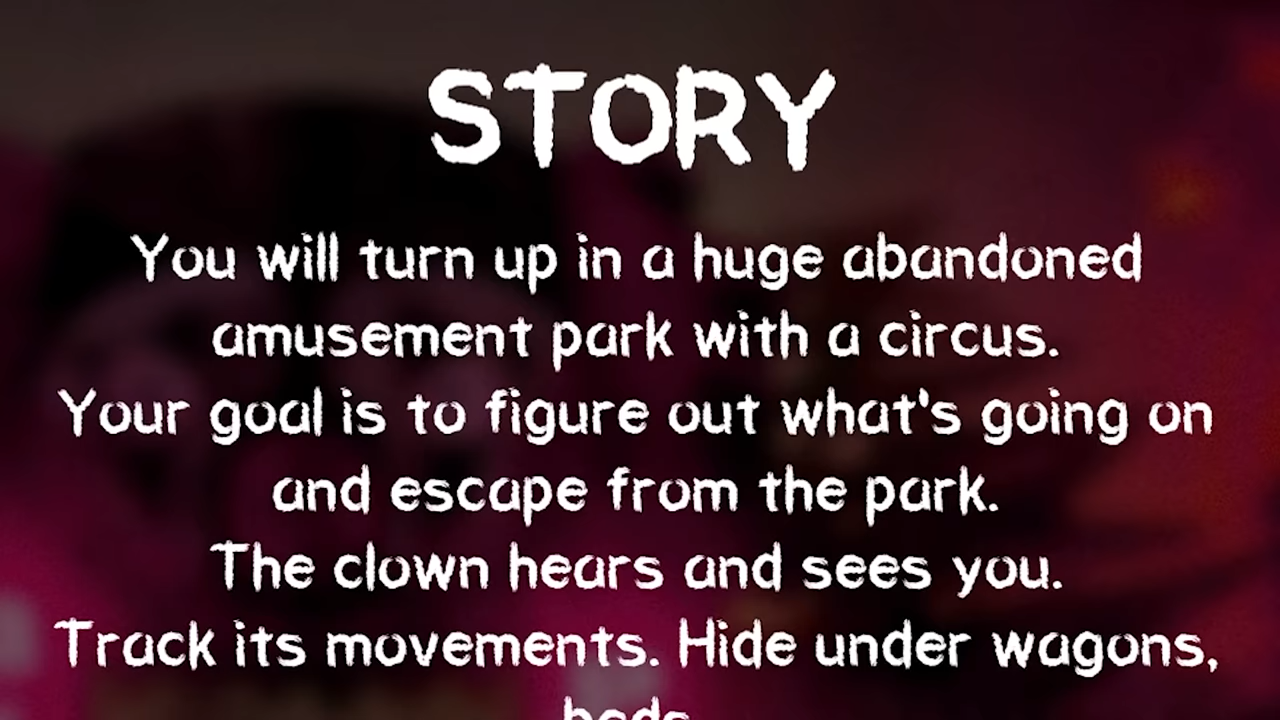 STORY
You will turn up in a huge abandoned
amusement park with a circus.
Your goal is to figure out what's going on
and escape from the park.
The clown hears and sees you.
Track its movements. Hide under wagons,